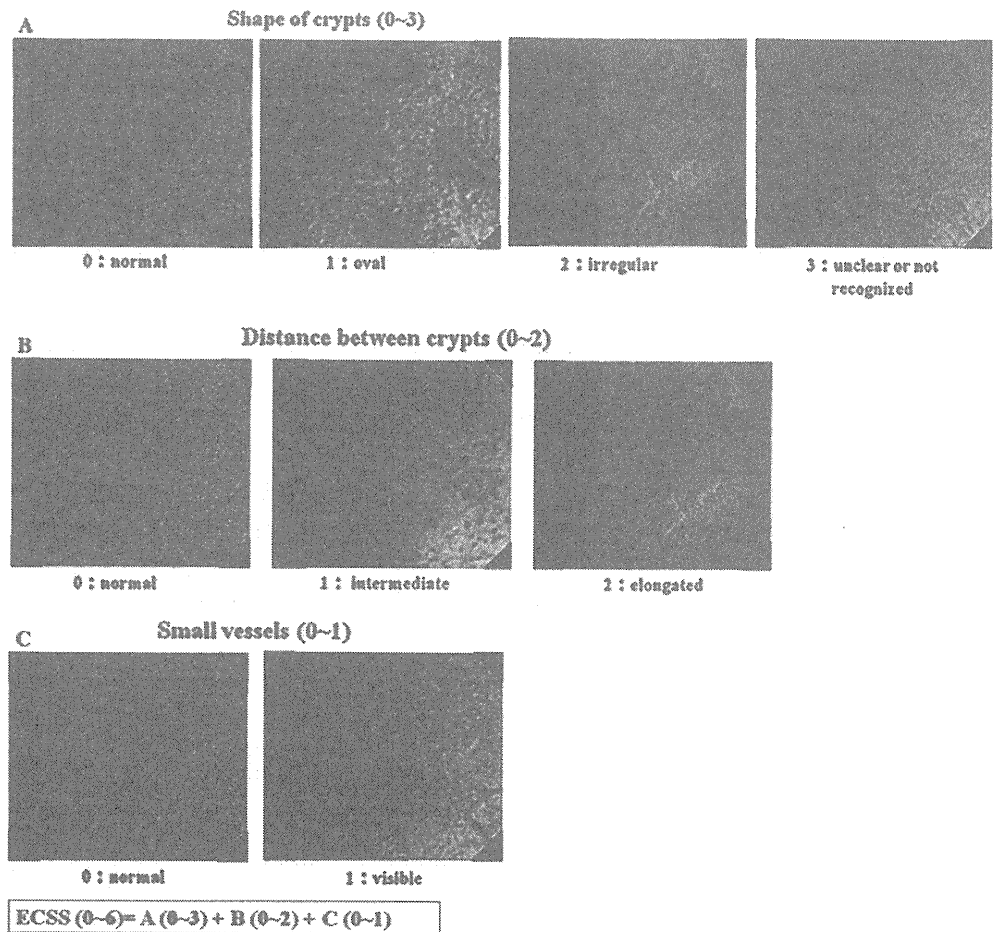 A
Shape of crypts (0~3)
0 : normal
1 : oval
2 : irregular
3 : unclear or not
recognized
B
Distance between crypts (0~2)
0 : normal
1 : intermediate
2 : elongated
C
Small vessels (0~1)
0 : normal
1 : visible
ECSS (0~6)= A (0~3) + B (0~2) + C (0~1)